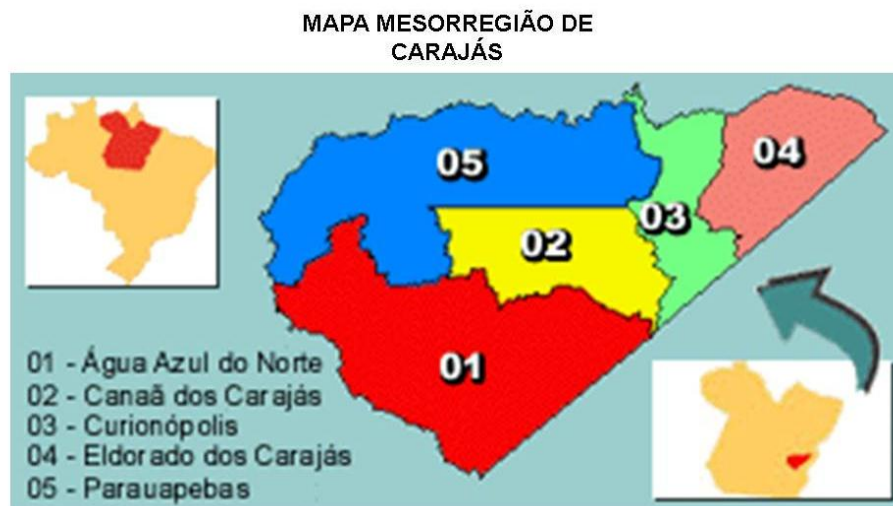 MAPA MESORREGIÃO DE
CARAJÁS
05
04
03
02
01
01 - Água Azul do Norte
02 - Canaã dos Carajás
03 - Curionópolis
04 - Eldorado dos Carajás
05 - Parauapebas